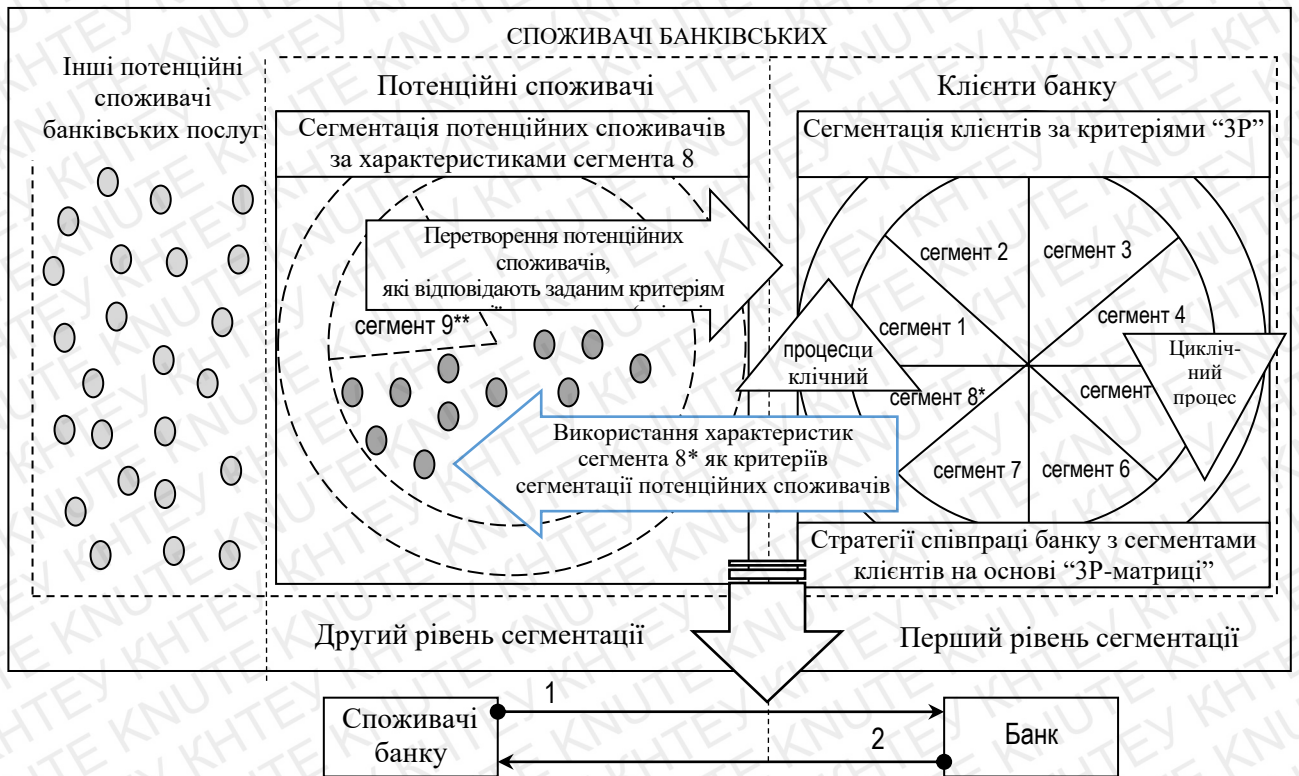 СПОЖИВАЧІ БАНКІВСЬКИХ
Інші потенційні
споживачі
банківських послуг
Потенційні споживачі
Клієнти банку
Сегментація потенційних споживачів
за характеристиками сегмента 8
Сегментація клієнтів за критеріями “3Р”
Перетворення потенційних
споживачів,
які відповідають заданим критеріям
сегмент 9**
сегмент 2
сегмент 3
сегмент 1
сегмент 4
процесци
клічний
Цикліч-
ний
процес
сегмент 8*
сегмент
сегмент 7
сегмент 6
Використання характеристик
сегмента 8* як критеріїв
сегментації потенційних споживачів
Стратегії співпраці банку з сегментами
клієнтів на основі “3Р-матриці”
Другий рівень сегментації
Перший рівень сегментації
1
Споживачі
банку
2
Банк
KNUTE КНТЕУ